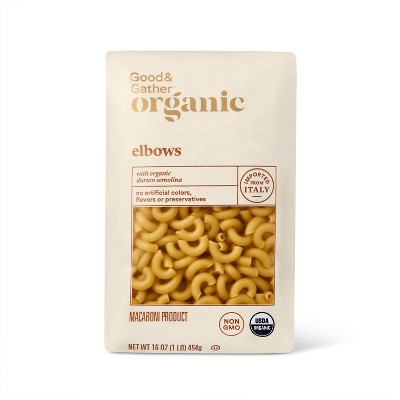 Good&
Gather™
organic
elbows
with organic
durum semolina
no artificial colors,
flavors or preservatives
IMPORTED
FROM
ITALY
MACARONI PRODUCT
NON
GMO
USDA
ORGANIC
NET WT 16 OZ (1 LB) 454g